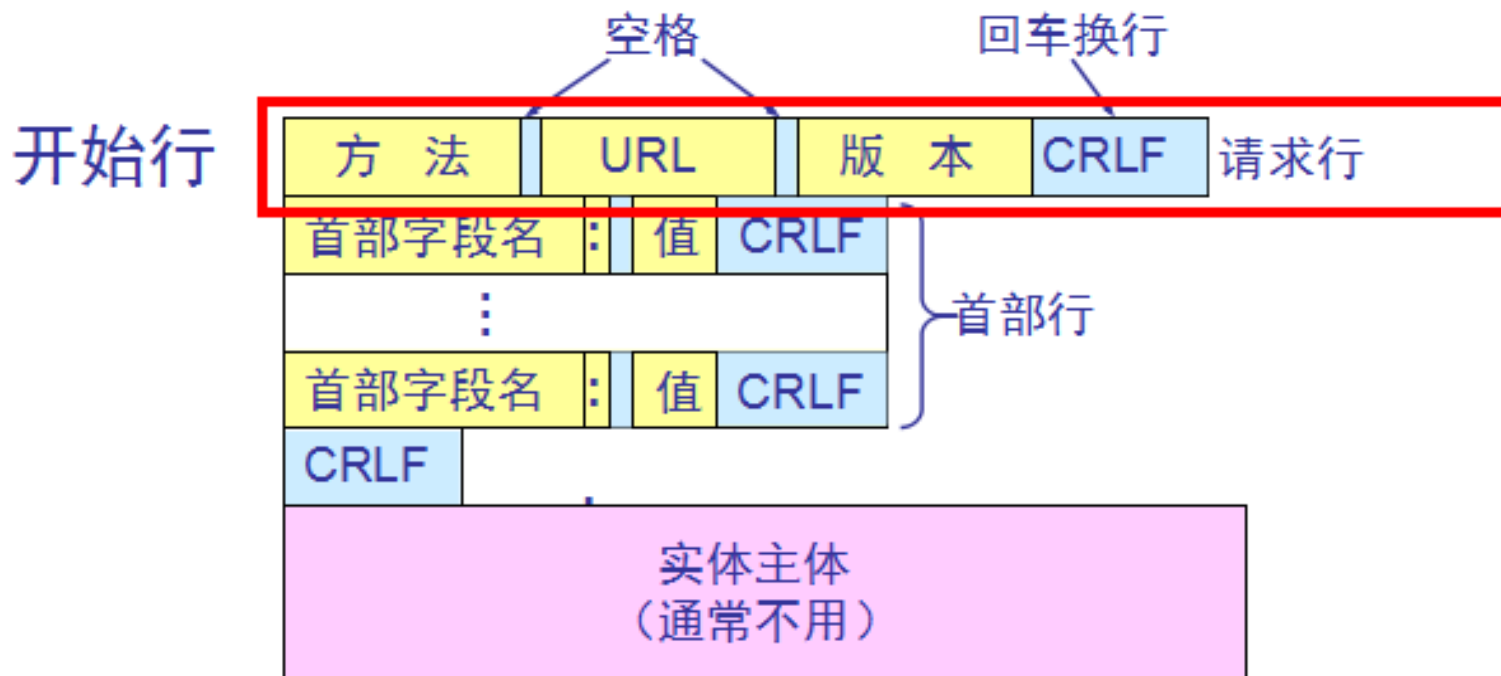 空格 回车换行
开始行 方 法 URL 版 本 CRLF 请求行
首部字段名 : 值 CRLF
⋮ 首部行
首部字段名 : 值 CRLF
CRLF
实体主体
（通常不用）